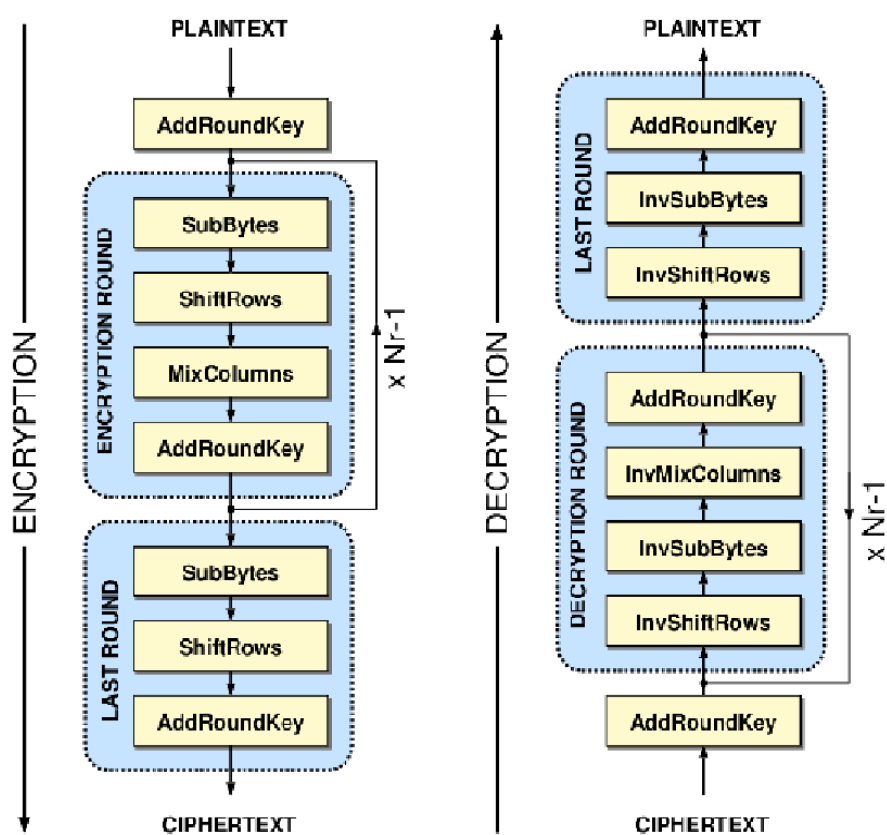 PLAINTEXT
AddRoundKey
ENCRYPTION ROUND
SubBytes
ShiftRows
MixColumns
AddRoundKey
x Nr-1
ENCRYPTION
LAST ROUND
SubBytes
ShiftRows
AddRoundKey
CIPHERTEXT
PLAINTEXT
LAST ROUND
AddRoundKey
InvSubBytes
InvShiftRows
DECRYPTION
DECRYPTION ROUND
AddRoundKey
InvMixColumns
InvSubBytes
InvShiftRows
x Nr-1
AddRoundKey
CIPHERTEXT